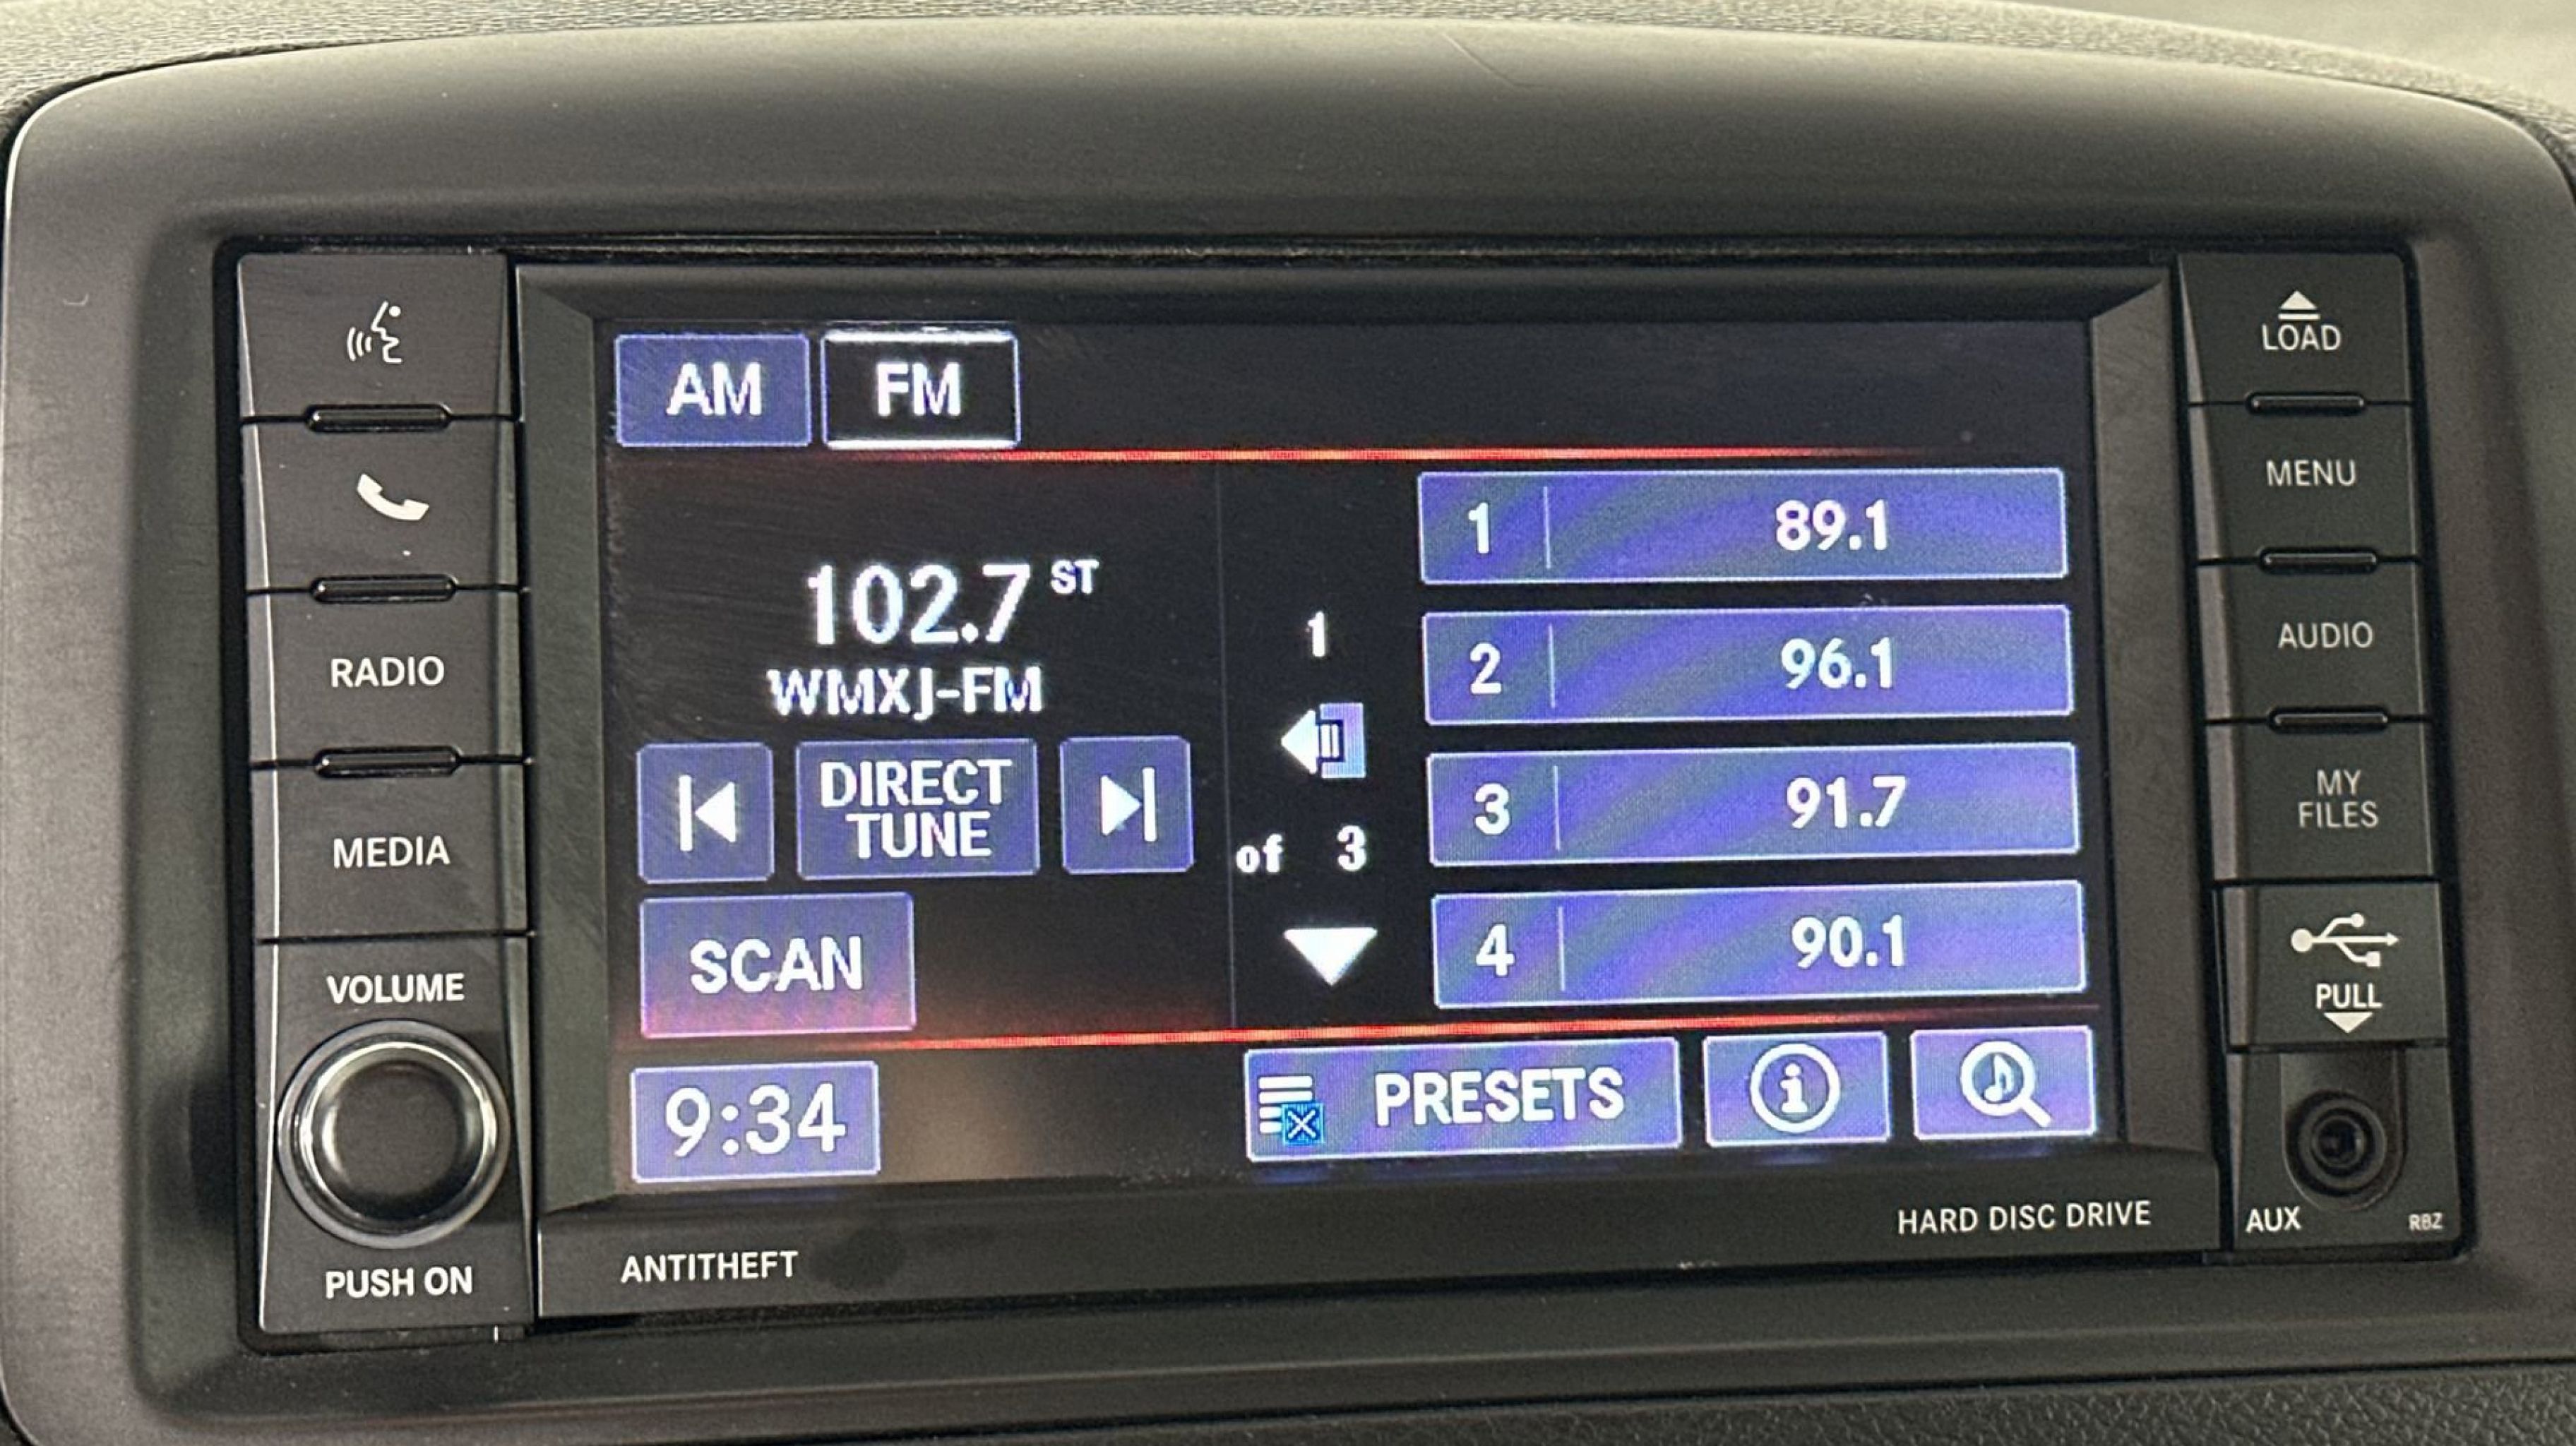 LOAD
AM FM
MENU
1 89.1
102.7 ST
WMXJ-FM
1
of 3
2 96.1
AUDIO
RADIO
DIRECT
TUNE
3 91.7
MY
FILES
MEDIA
SCAN
4 90.1
PULL
VOLUME
9:34
PRESETS
i
HARD DISC DRIVE
AUX
RBZ
ANTITHEFT
PUSH ON